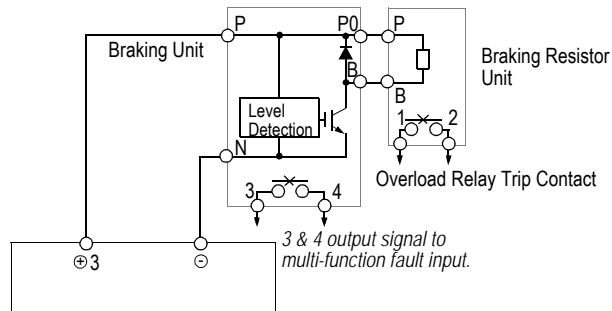 P P0 P
Braking Unit
Braking Resistor
Unit
B
B
Level
Detection
1 2
N
Overload Relay Trip Contact
3 4
3 & 4 output signal to
multi-function fault input.
⊕3 ⊖